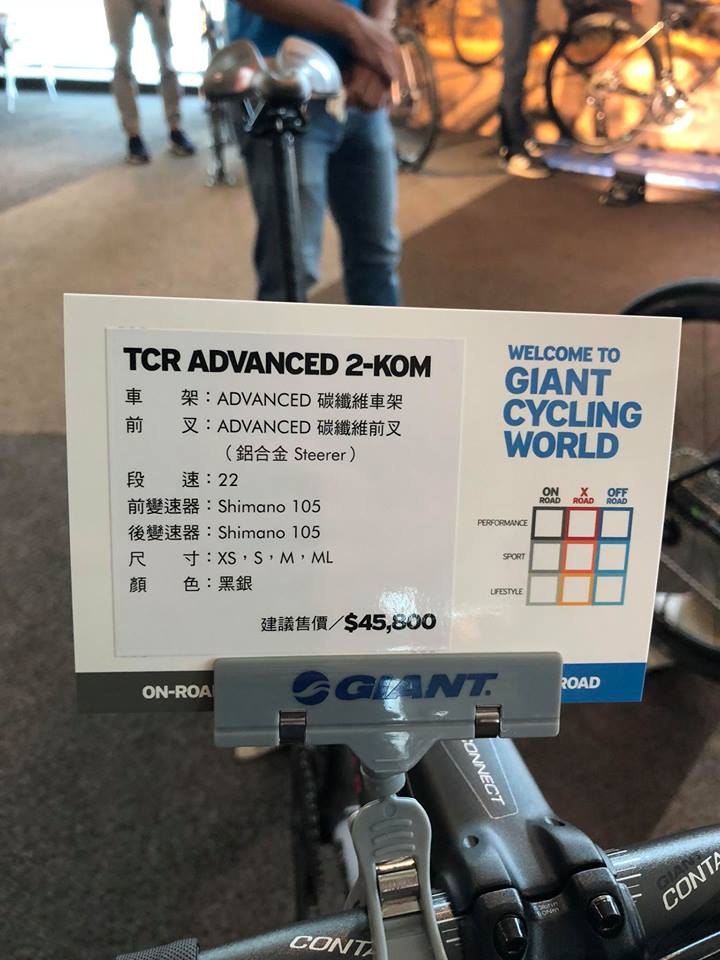 TCR ADVANCED 2-KOM
車 架：ADVANCED 碳纖維車架
前 叉：ADVANCED 碳纖維前叉
（鋁合金 Steerer）
段 速：22
前變速器：Shimano 105
後變速器：Shimano 105
尺 寸：XS，S，M，ML
顏 色：黑銀
建議售價／$45,800
WELCOME TO
GIANT
CYCLING
WORLD
ON ROAD
X ROAD
OFF ROAD
PERFORMANCE
SPORT
LIFESTYLE
ON-ROA
ROAD
GIANT
CONNECT
CONTA
CONTA
GIANT